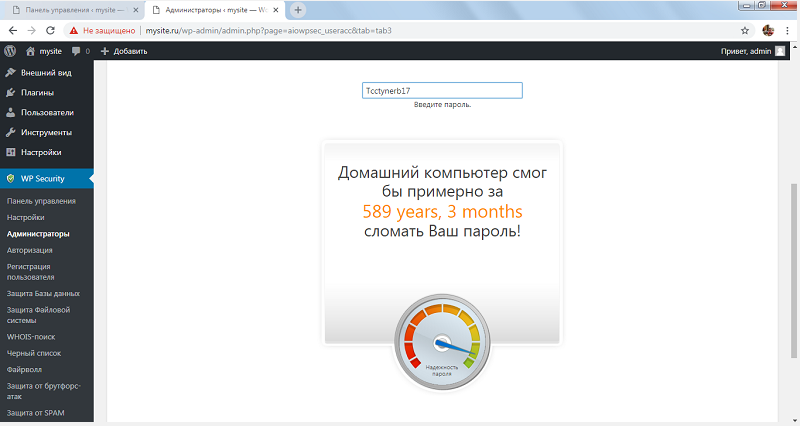 Панель управления ‹ mysite —
Администраторы ‹ mysite — W
Не защищено
mysite.ru/wp-admin/admin.php?page=aiowpsec_useracc&tab=tab3
mysite
0
Добавить
Привет, admin
Внешний вид
Плагины
Пользователи
Инструменты
Настройки
WP Security
Панель управления
Настройки
Администраторы
Авторизация
Регистрация
пользователя
Защита Базы данных
Защита Файловой
системы
WHOIS-поиск
Черный список
Файрволл
Защита от брутфорс-
атак
Защита от SPAM
Tcctynerb17
Введите пароль.
Домашний компьютер смог
бы примерно за
589 years, 3 months
сломать Ваш пароль!
Надежность
пароля